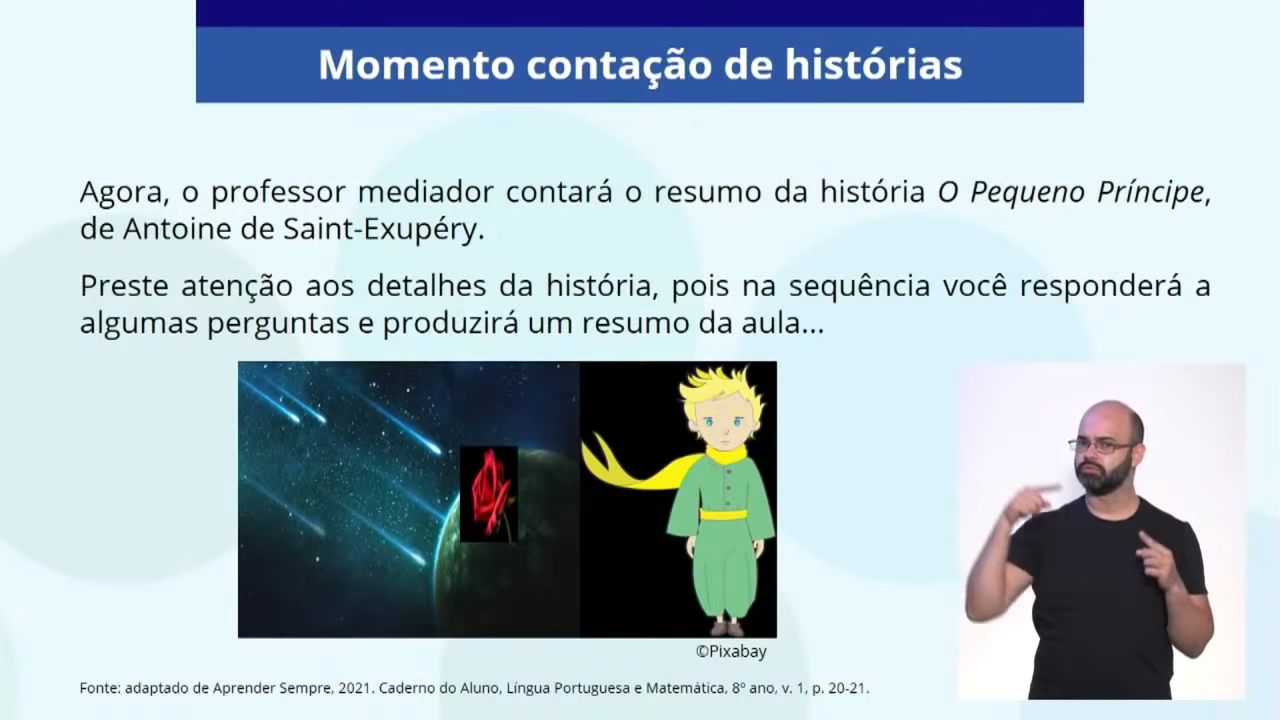 Momento contação de histórias
Agora, o professor mediador contará o resumo da história O Pequeno Príncipe,
de Antoine de Saint-Exupéry.
Preste atenção aos detalhes da história, pois na sequência você responderá a
algumas perguntas e produzirá um resumo da aula...
©Pixabay
Fonte: adaptado de Aprender Sempre, 2021. Caderno do Aluno, Língua Portuguesa e Matemática, 8º ano, v. 1, p. 20-21.